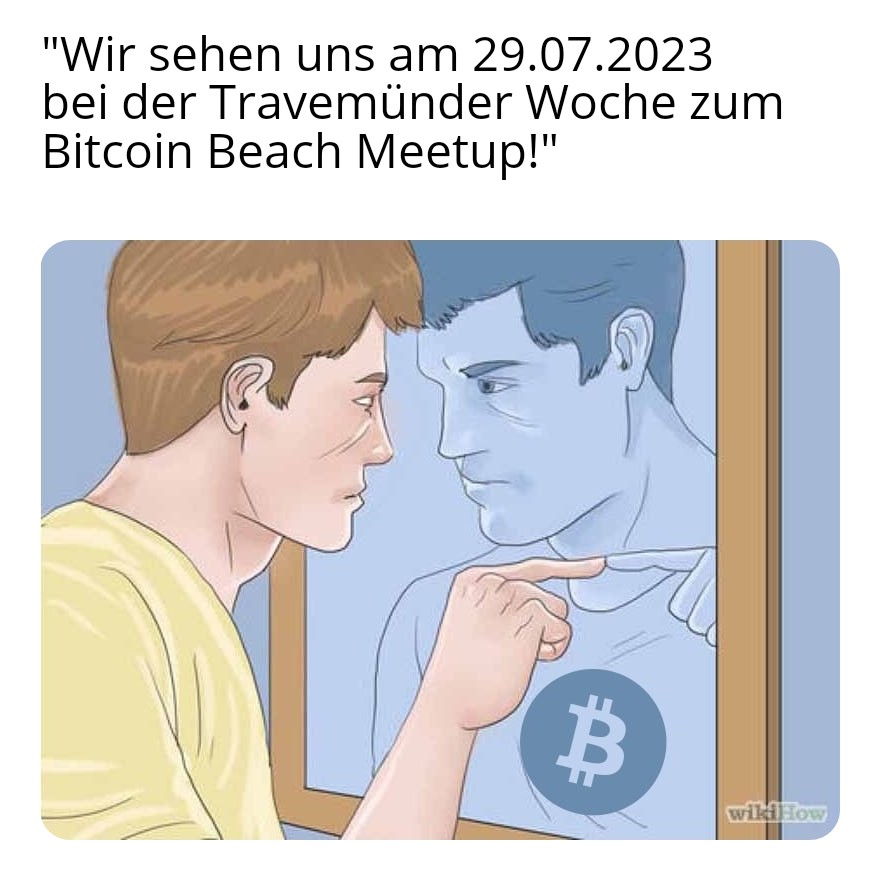 "Wir sehen uns am 29.07.2023
bei der Travemünder Woche zum
Bitcoin Beach Meetup!"
wikiHow